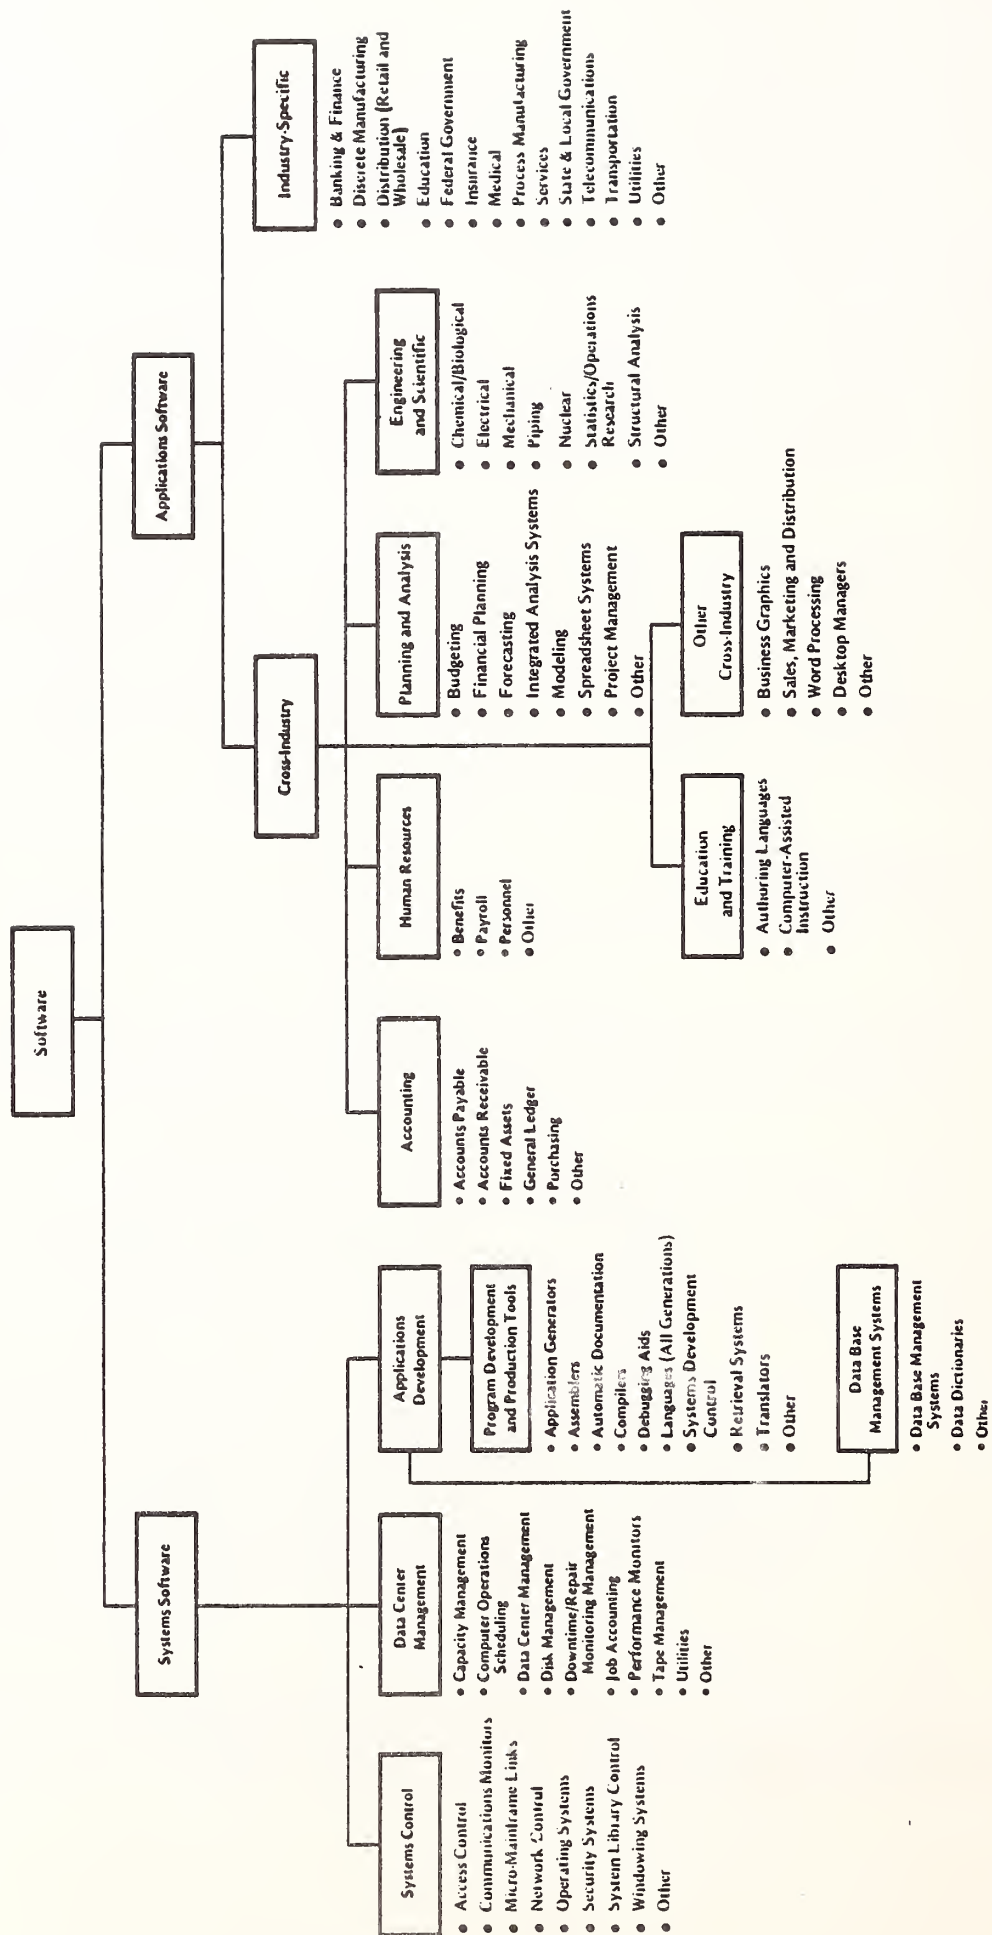 Software
Systems Software
Applications Software
Cross-Industry
Industry-Specific
• Banking & Finance
• Discrete Manufacturing
• Distribution (Retail and
Wholesale)
• Education
• Federal Government
• Insurance
• Medical
• Process Manufacturing
• Services
• State & Local Government
• Telecommunications
• Transportation
• Utilities
• Other
Systems Control
• Access Control
• Communications Monitors
• Micro-Mainframe Links
• Network Control
• Operating Systems
• Security Systems
• System Library Control
• Windowing Systems
• Other
Data Center
Management
• Capacity Management
• Computer Operations
Scheduling
• Data Center Management
• Disk Management
• Downtime/Repair
Monitoring Management
• Job Accounting
• Performance Monitors
• Tape Management
• Utilities
• Other
Applications
Development
Program Development
and Production Tools
• Application Generators
• Assemblers
• Automatic Documentation
• Compilers
• Debugging Aids
• Languages (All Generations)
• Systems Development
Control
• Retrieval Systems
• Translators
• Other
Data Base
Management Systems
• Data Base Management
Systems
• Data Dictionaries
• Other
Accounting
• Accounts Payable
• Accounts Receivable
• Fixed Assets
• General Ledger
• Purchasing
• Other
Human Resources
• Benefits
• Payroll
• Personnel
• Other
Planning and Analysis
• Budgeting
• Financial Planning
• Forecasting
• Integrated Analysis Systems
• Modeling
• Spreadsheet Systems
• Project Management
• Other
Engineering
and Scientific
• Chemical/Biological
• Electrical
• Mechanical
• Piping
• Nuclear
• Statistics/Operations
Research
• Structural Analysis
• Other
Education
and Training
• Authoring Languages
• Computer-Assisted
Instruction
• Other
Other
Cross-Industry
• Business Graphics
• Sales, Marketing and Distribution
• Word Processing
• Desktop Managers
• Other